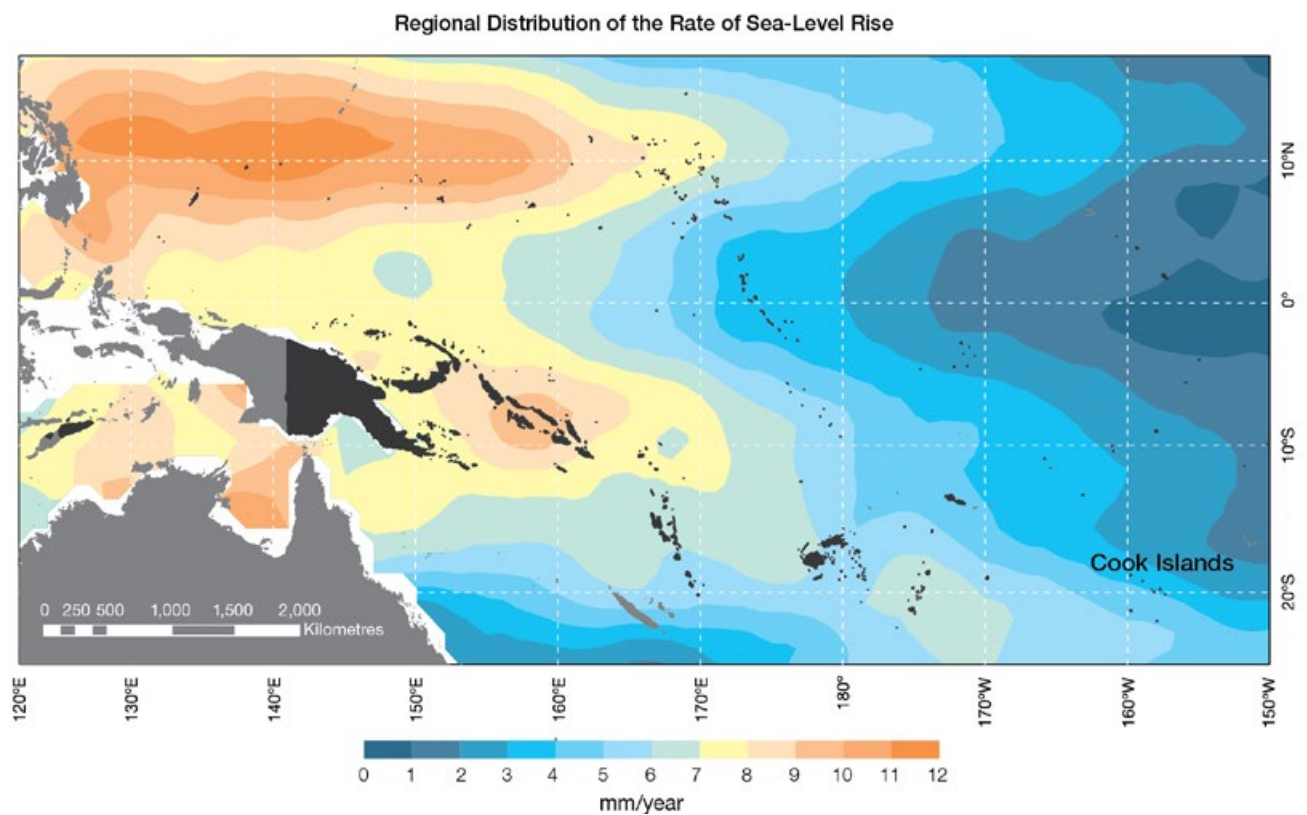 Regional Distribution of the Rate of Sea-Level Rise
10°N
0°
10°S
Cook Islands
20°S
0 250 500 1,000 1,500 2,000
Kilometres
120°E 130°E 140°E 150°E 160°E 170°E 180° 170°W 160°W 150°W
0 1 2 3 4 5 6 7 8 9 10 11 12
mm/year